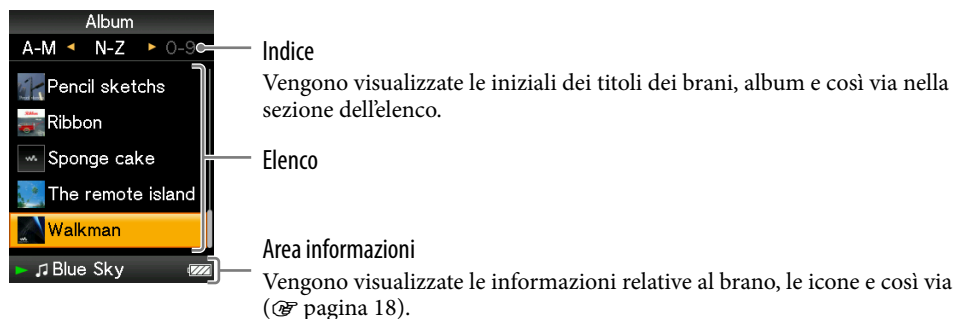 Album
A-M ◄ N-Z ► 0-9
Indice
Vengono visualizzate le iniziali dei titoli dei brani, album e così via nella
sezione dell'elenco.
Pencil sketchs
Ribbon
Sponge cake
Elenco
The remote island
Walkman
Area informazioni
Blue Sky
Vengono visualizzate le informazioni relative al brano, le icone e così via
(☞ pagina 18).